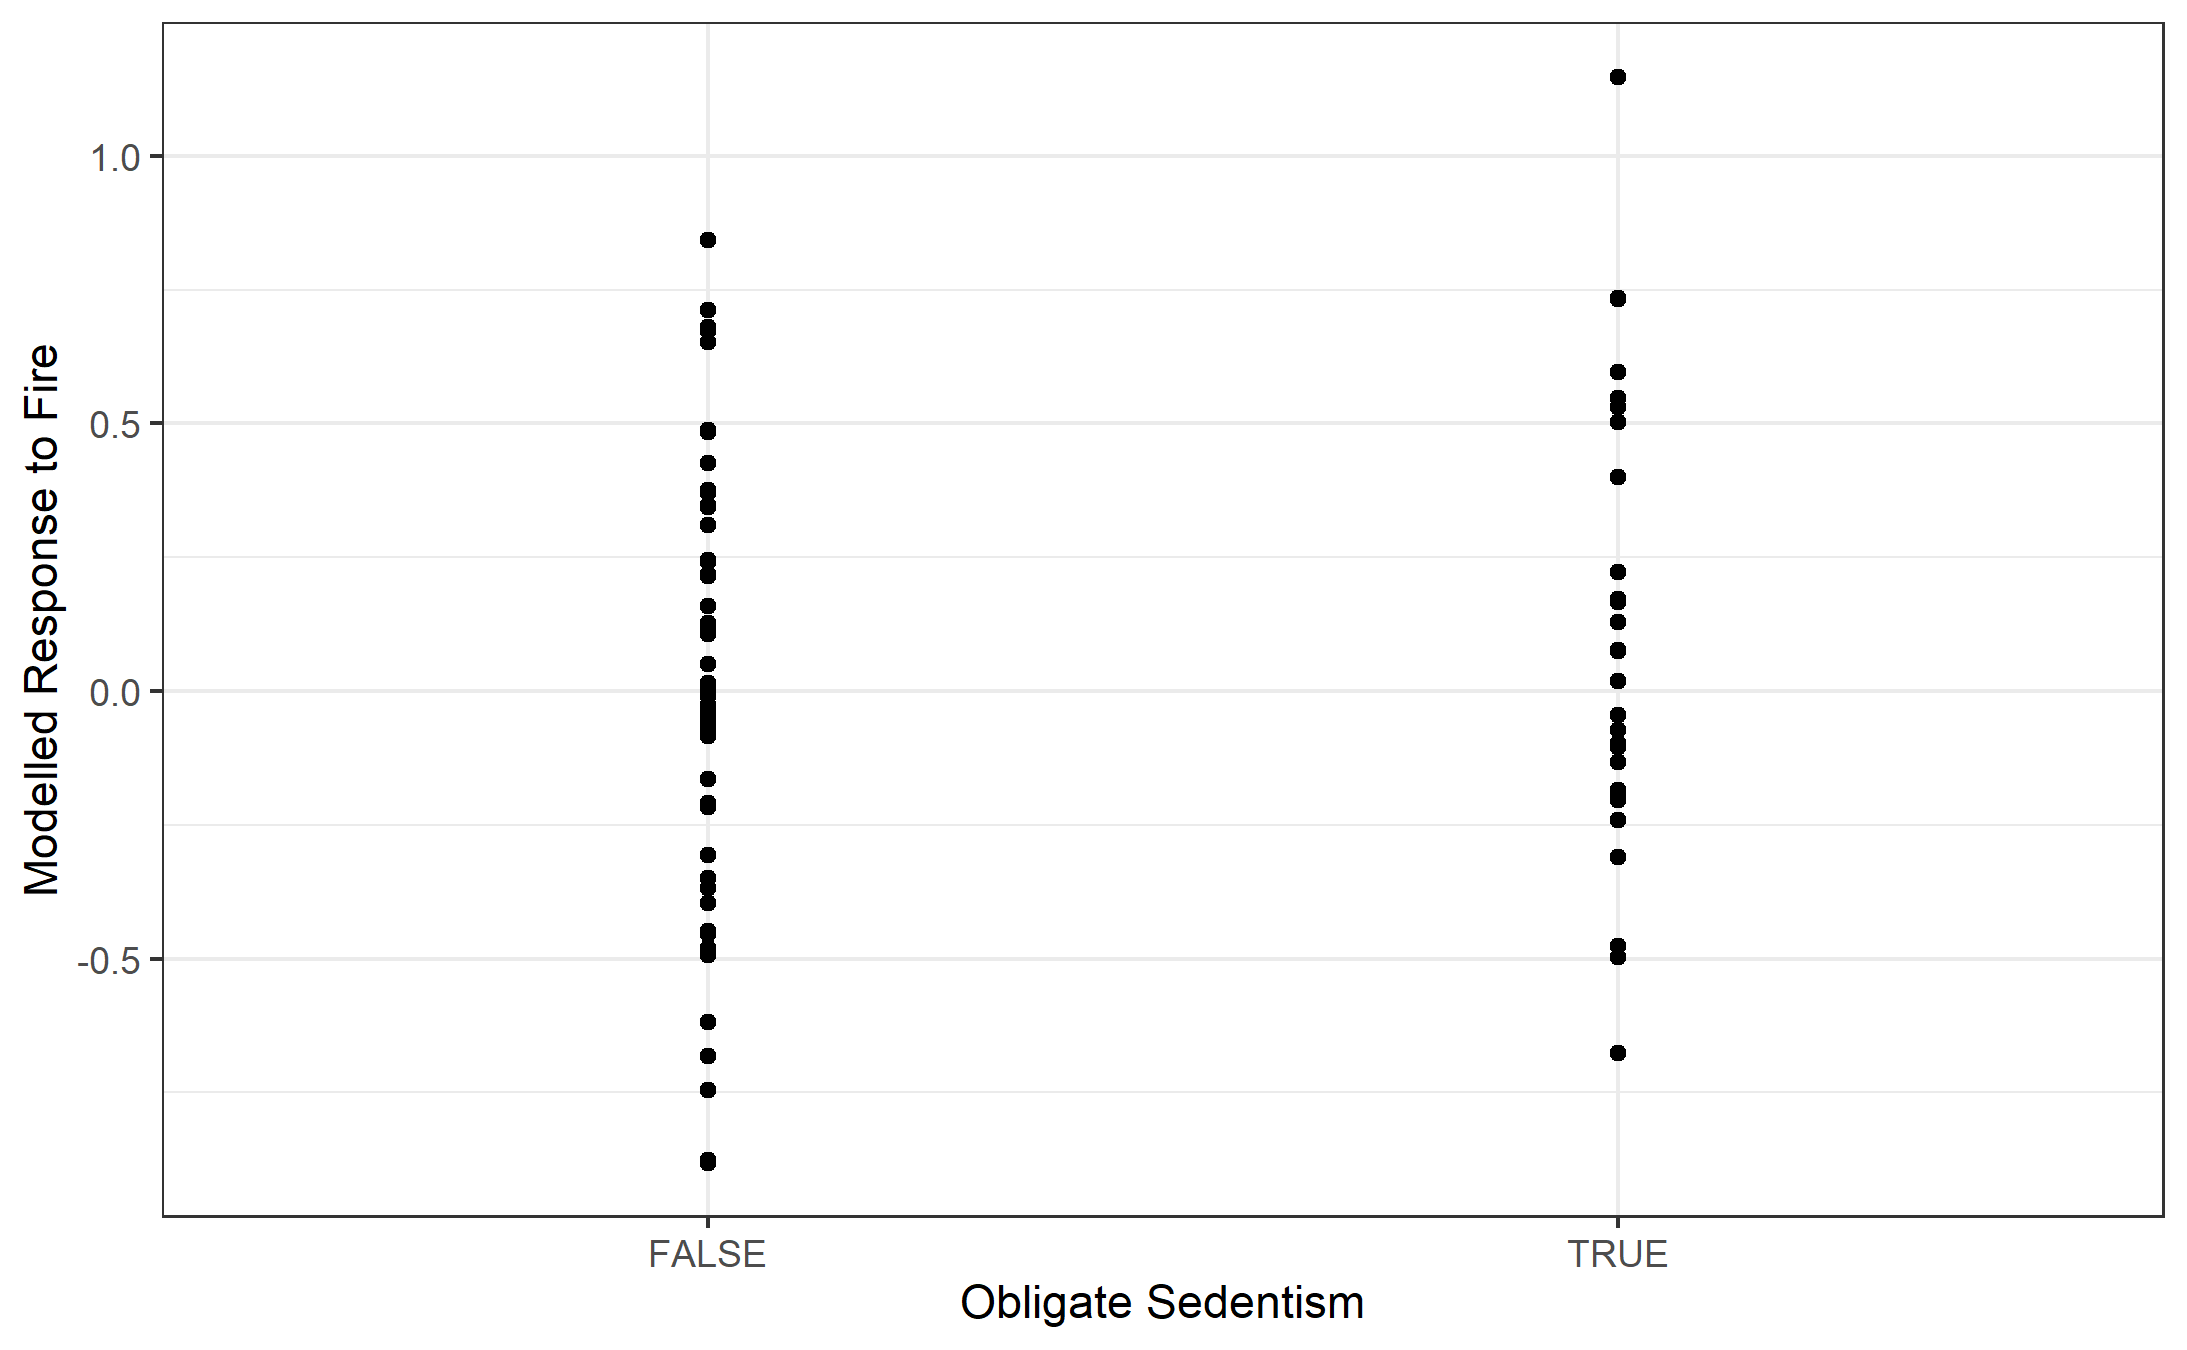 Modelled Response to Fire
1.0
0.5
0.0
-0.5
FALSE
TRUE
Obligate Sedentism